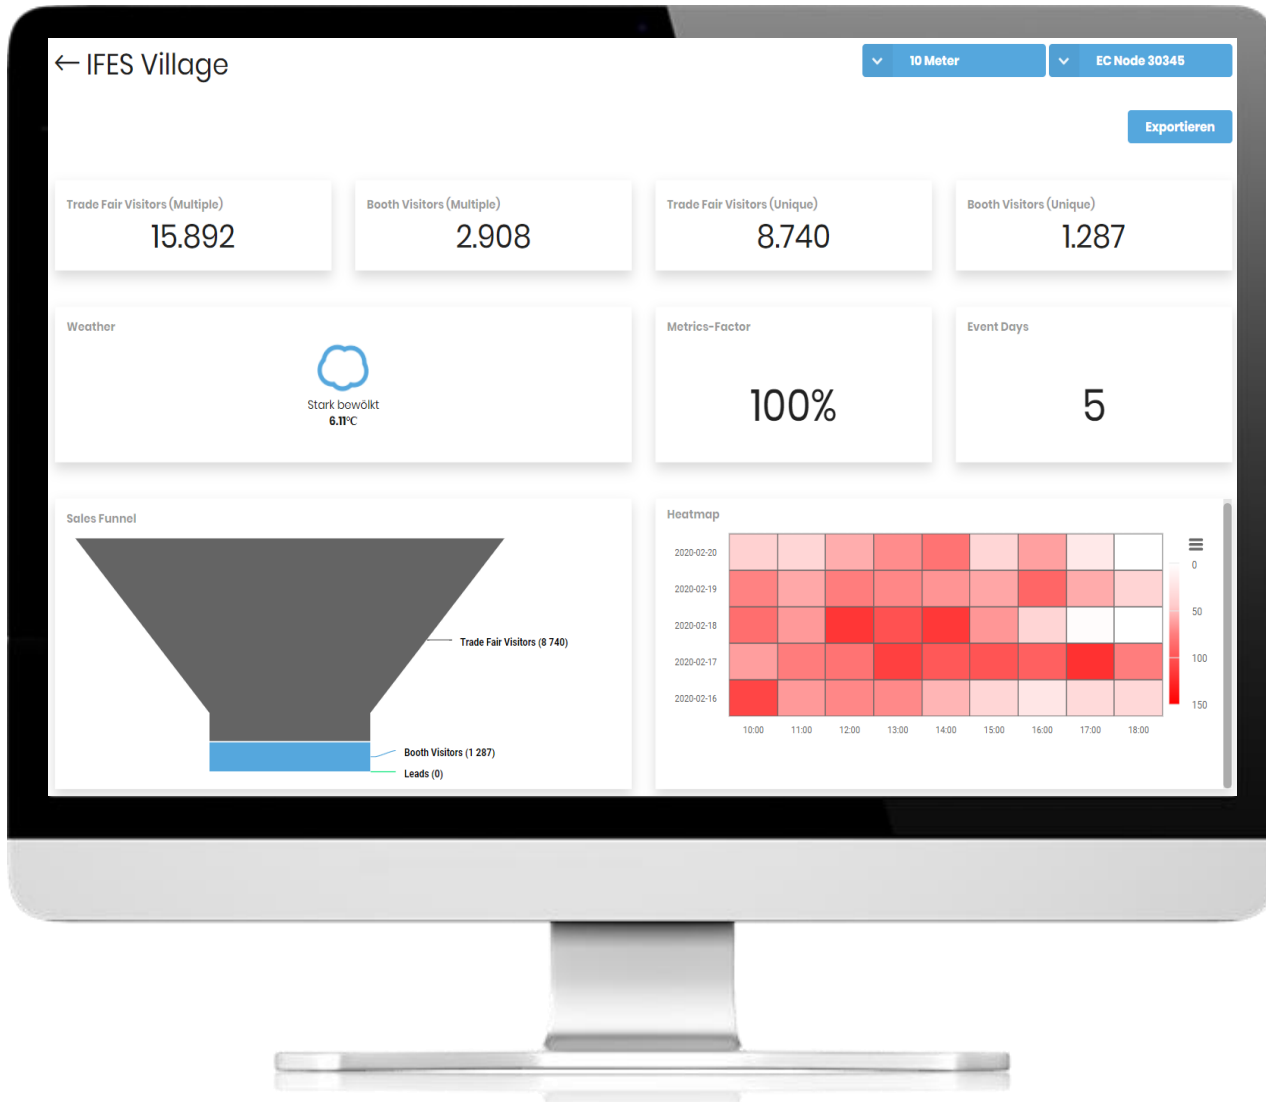 ← IFES Village
10 Meter
EC Node 30345
Exportieren
Trade Fair Visitors (Multiple)
15.892
Booth Visitors (Multiple)
2.908
Trade Fair Visitors (Unique)
8.740
Booth Visitors (Unique)
1.287
Weather
Stark bewölkt
6.11°C
Metrics-Factor
100%
Event Days
5
Sales Funnel
Trade Fair Visitors (8 740)
Booth Visitors (1 287)
Leads (0)
Heatmap
2020-02-20
2020-02-19
2020-02-18
2020-02-17
2020-02-16
10:00 11:00 12:00 13:00 14:00 15:00 16:00 17:00 18:00
0
50
100
150